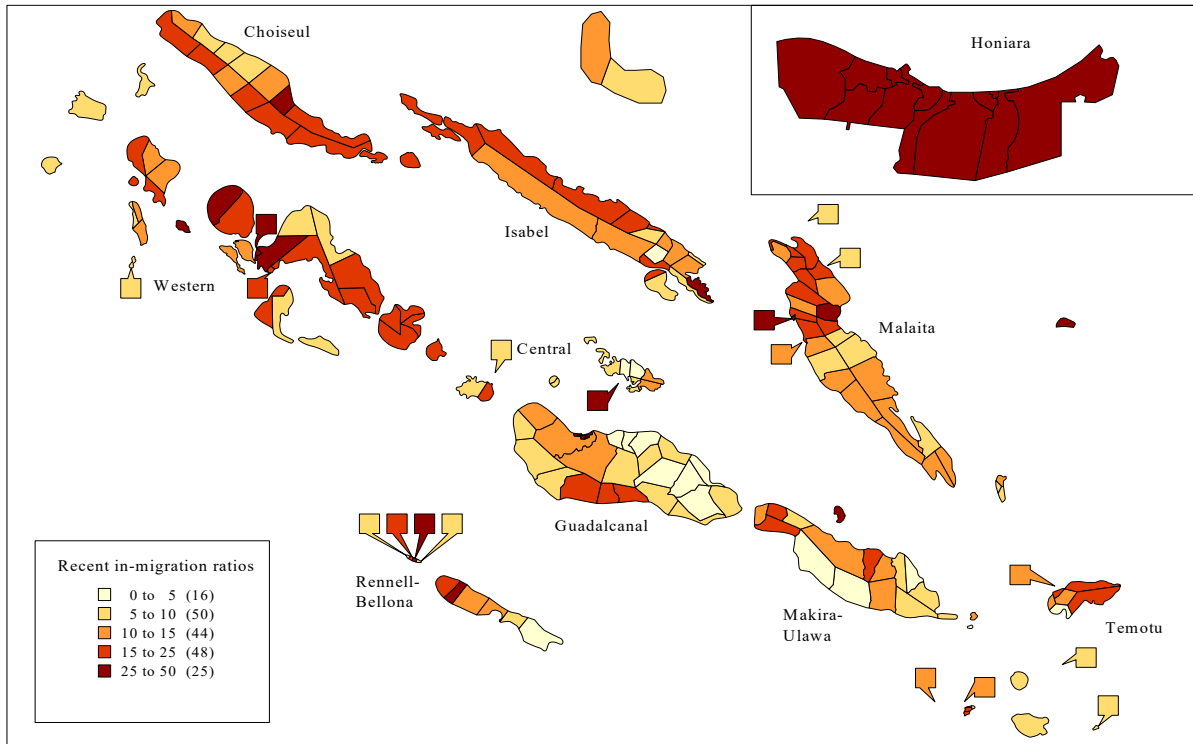 Choiseul
Honiara
Isabel
Western
Malaita
Central
Guadalcanal
Rennell-
Bellona
Makira-
Ulawa
Temotu
Recent in-migration ratios
0 to 5 (16)
5 to 10 (50)
10 to 15 (44)
15 to 25 (48)
25 to 50 (25)